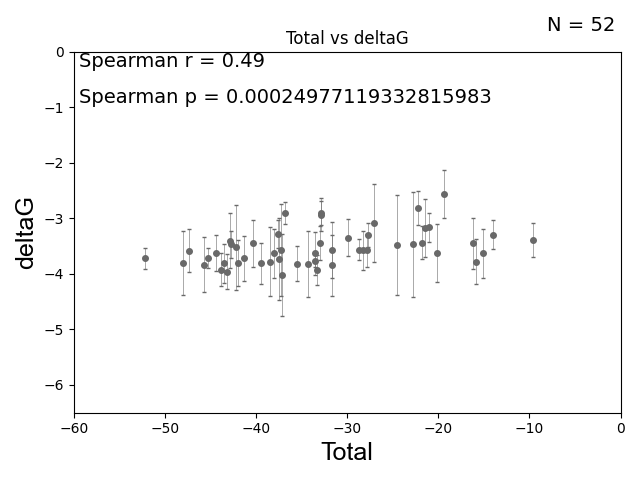 N = 52
Total vs deltaG
Spearman r = 0.49
Spearman p = 0.00024977119332815983
0
−1
−2
−3
−4
−5
−6
deltaG
−60 −50 −40 −30 −20 −10 0
Total